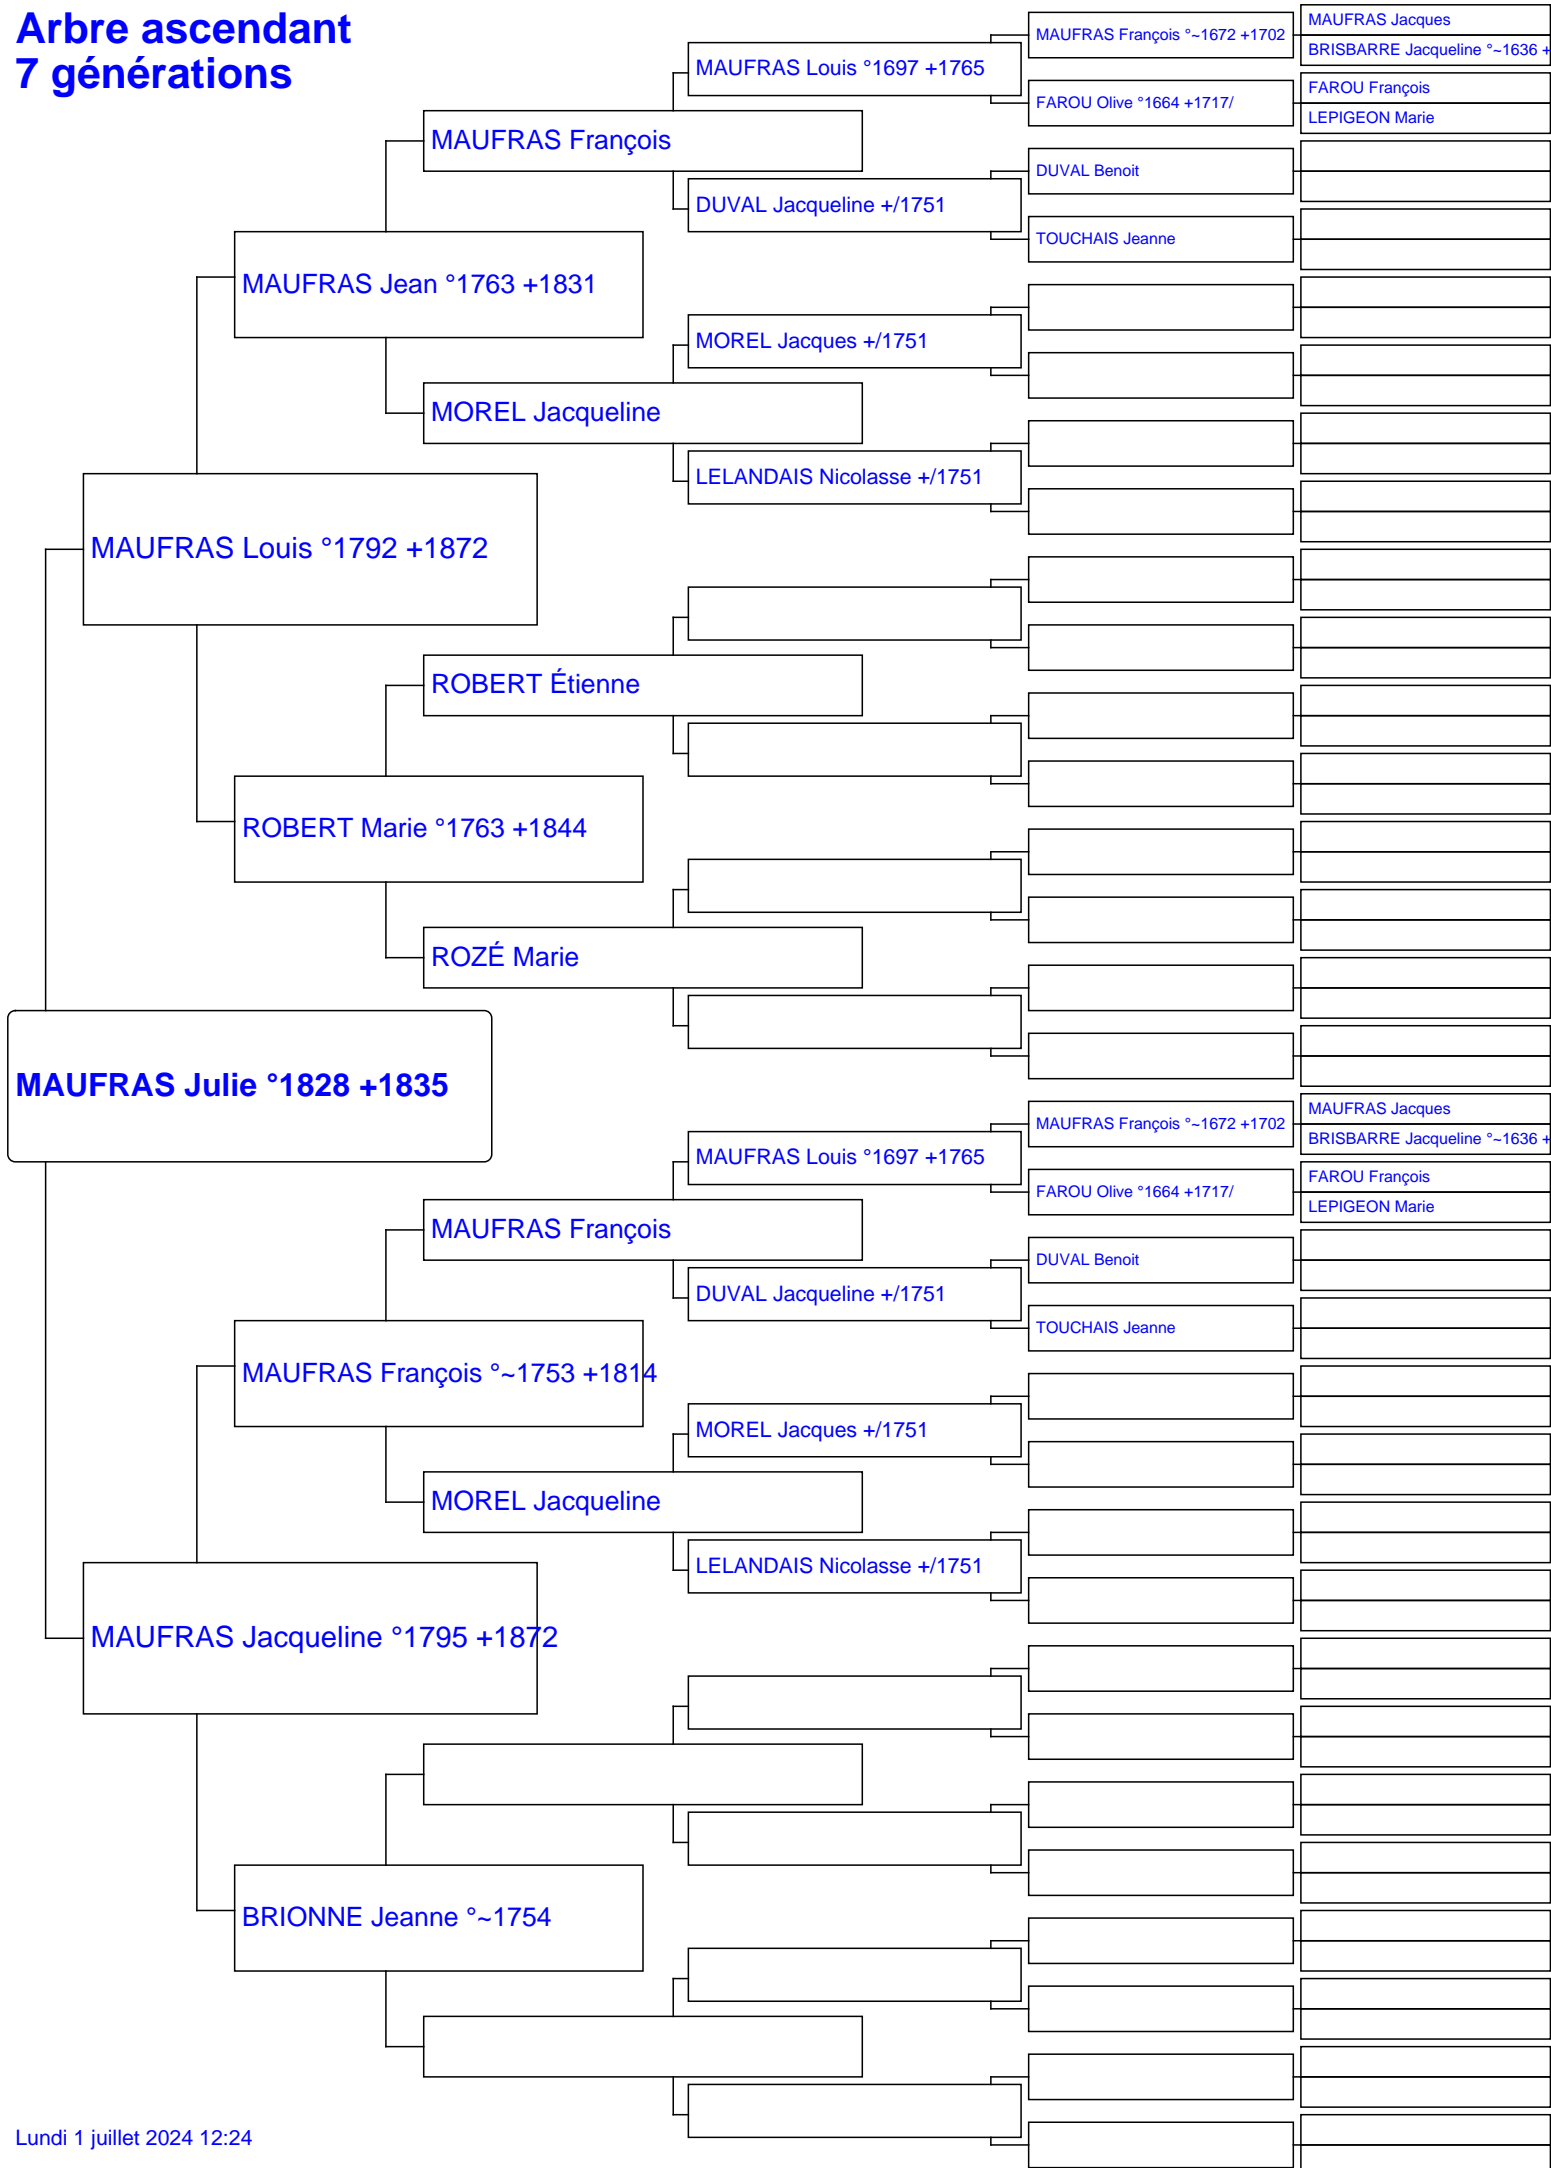 Arbre ascendant
7 générations
MAUFRAS Jacques
MAUFRAS François °~1672 +1702
BRISBARRE Jacqueline °~1636 +
MAUFRAS Louis °1697 +1765
FAROU François
FAROU Olive °1664 +1717/
LEPIGEON Marie
MAUFRAS François
DUVAL Benoit
DUVAL Jacqueline +/1751
TOUCHAIS Jeanne
MAUFRAS Jean °1763 +1831
MOREL Jacques +/1751
MOREL Jacqueline
LELANDAIS Nicolasse +/1751
MAUFRAS Louis °1792 +1872
ROBERT Étienne
ROBERT Marie °1763 +1844
ROZÉ Marie
MAUFRAS Julie °1828 +1835
MAUFRAS Jacques
MAUFRAS François °~1672 +1702
BRISBARRE Jacqueline °~1636 +
MAUFRAS Louis °1697 +1765
FAROU François
FAROU Olive °1664 +1717/
LEPIGEON Marie
MAUFRAS François
DUVAL Benoit
DUVAL Jacqueline +/1751
TOUCHAIS Jeanne
MAUFRAS François °~1753 +1814
MOREL Jacques +/1751
MOREL Jacqueline
LELANDAIS Nicolasse +/1751
MAUFRAS Jacqueline °1795 +1872
BRIONNE Jeanne °~1754
Lundi 1 juillet 2024 12:24